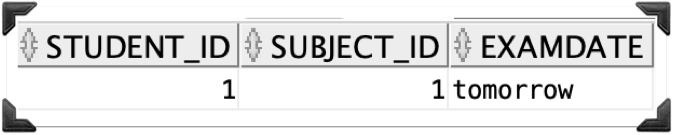 STUDENT_ID SUBJECT_ID EXAMDATE
1 1 tomorrow